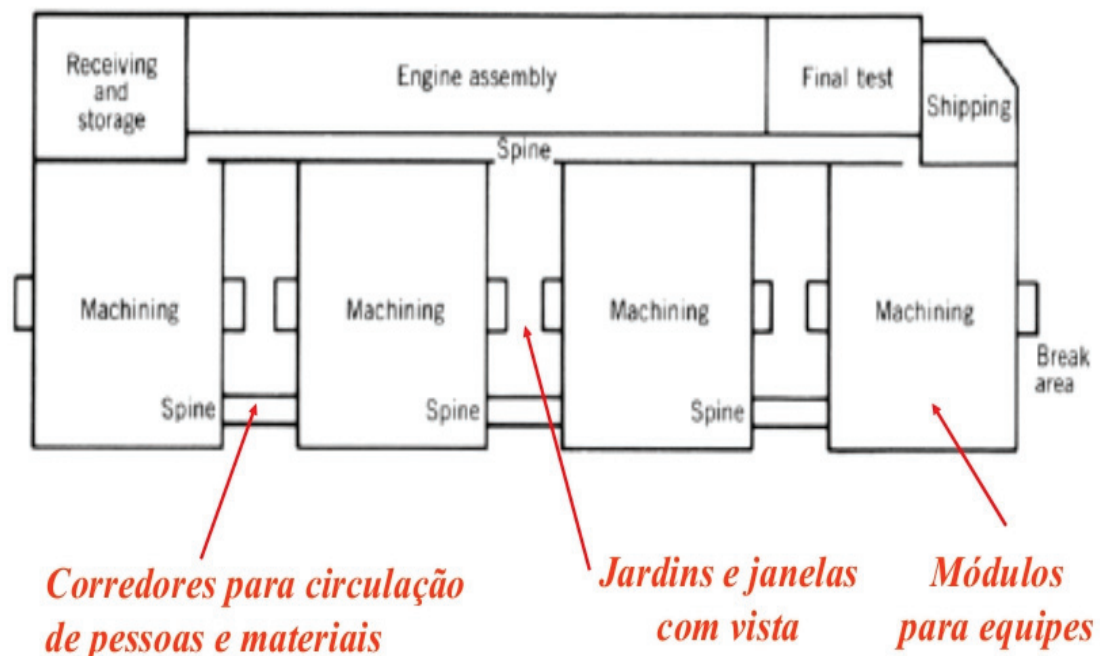 Receiving
and
storage
Engine assembly
Final test
Shipping
Spine
Machining
Machining
Machining
Machining
Break
area
Spine
Spine
Spine
Corredores para circulação
de pessoas e materiais
Jardins e janelas
com vista
Módulos
para equipes